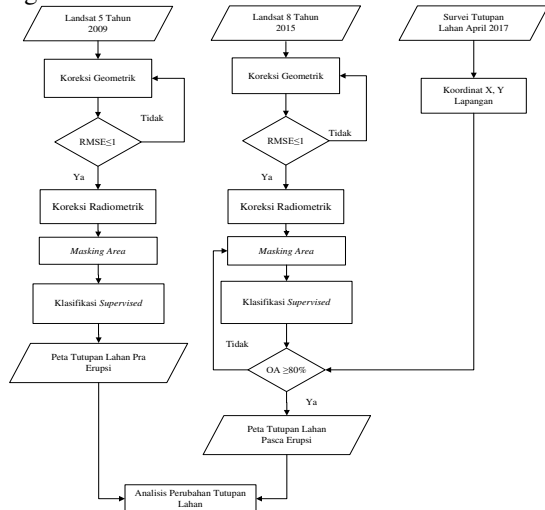 Landsat 5 Tahun
2009
Koreksi Geometrik
Tidak
RMSE≤1
Ya
Koreksi Radiometrik
Masking Area
Klasifikasi Supervised
Peta Tutupan Lahan Pra
Erupsi
Landsat 8 Tahun
2015
Koreksi Geometrik
Tidak
RMSE≤1
Ya
Koreksi Radiometrik
Masking Area
Klasifikasi Supervised
Tidak
OA ≥80%
Ya
Peta Tutupan Lahan
Pasca Erupsi
Survei Tutupan
Lahan April 2017
Koordinat X, Y
Lapangan
Analisis Perubahan Tutupan
Lahan